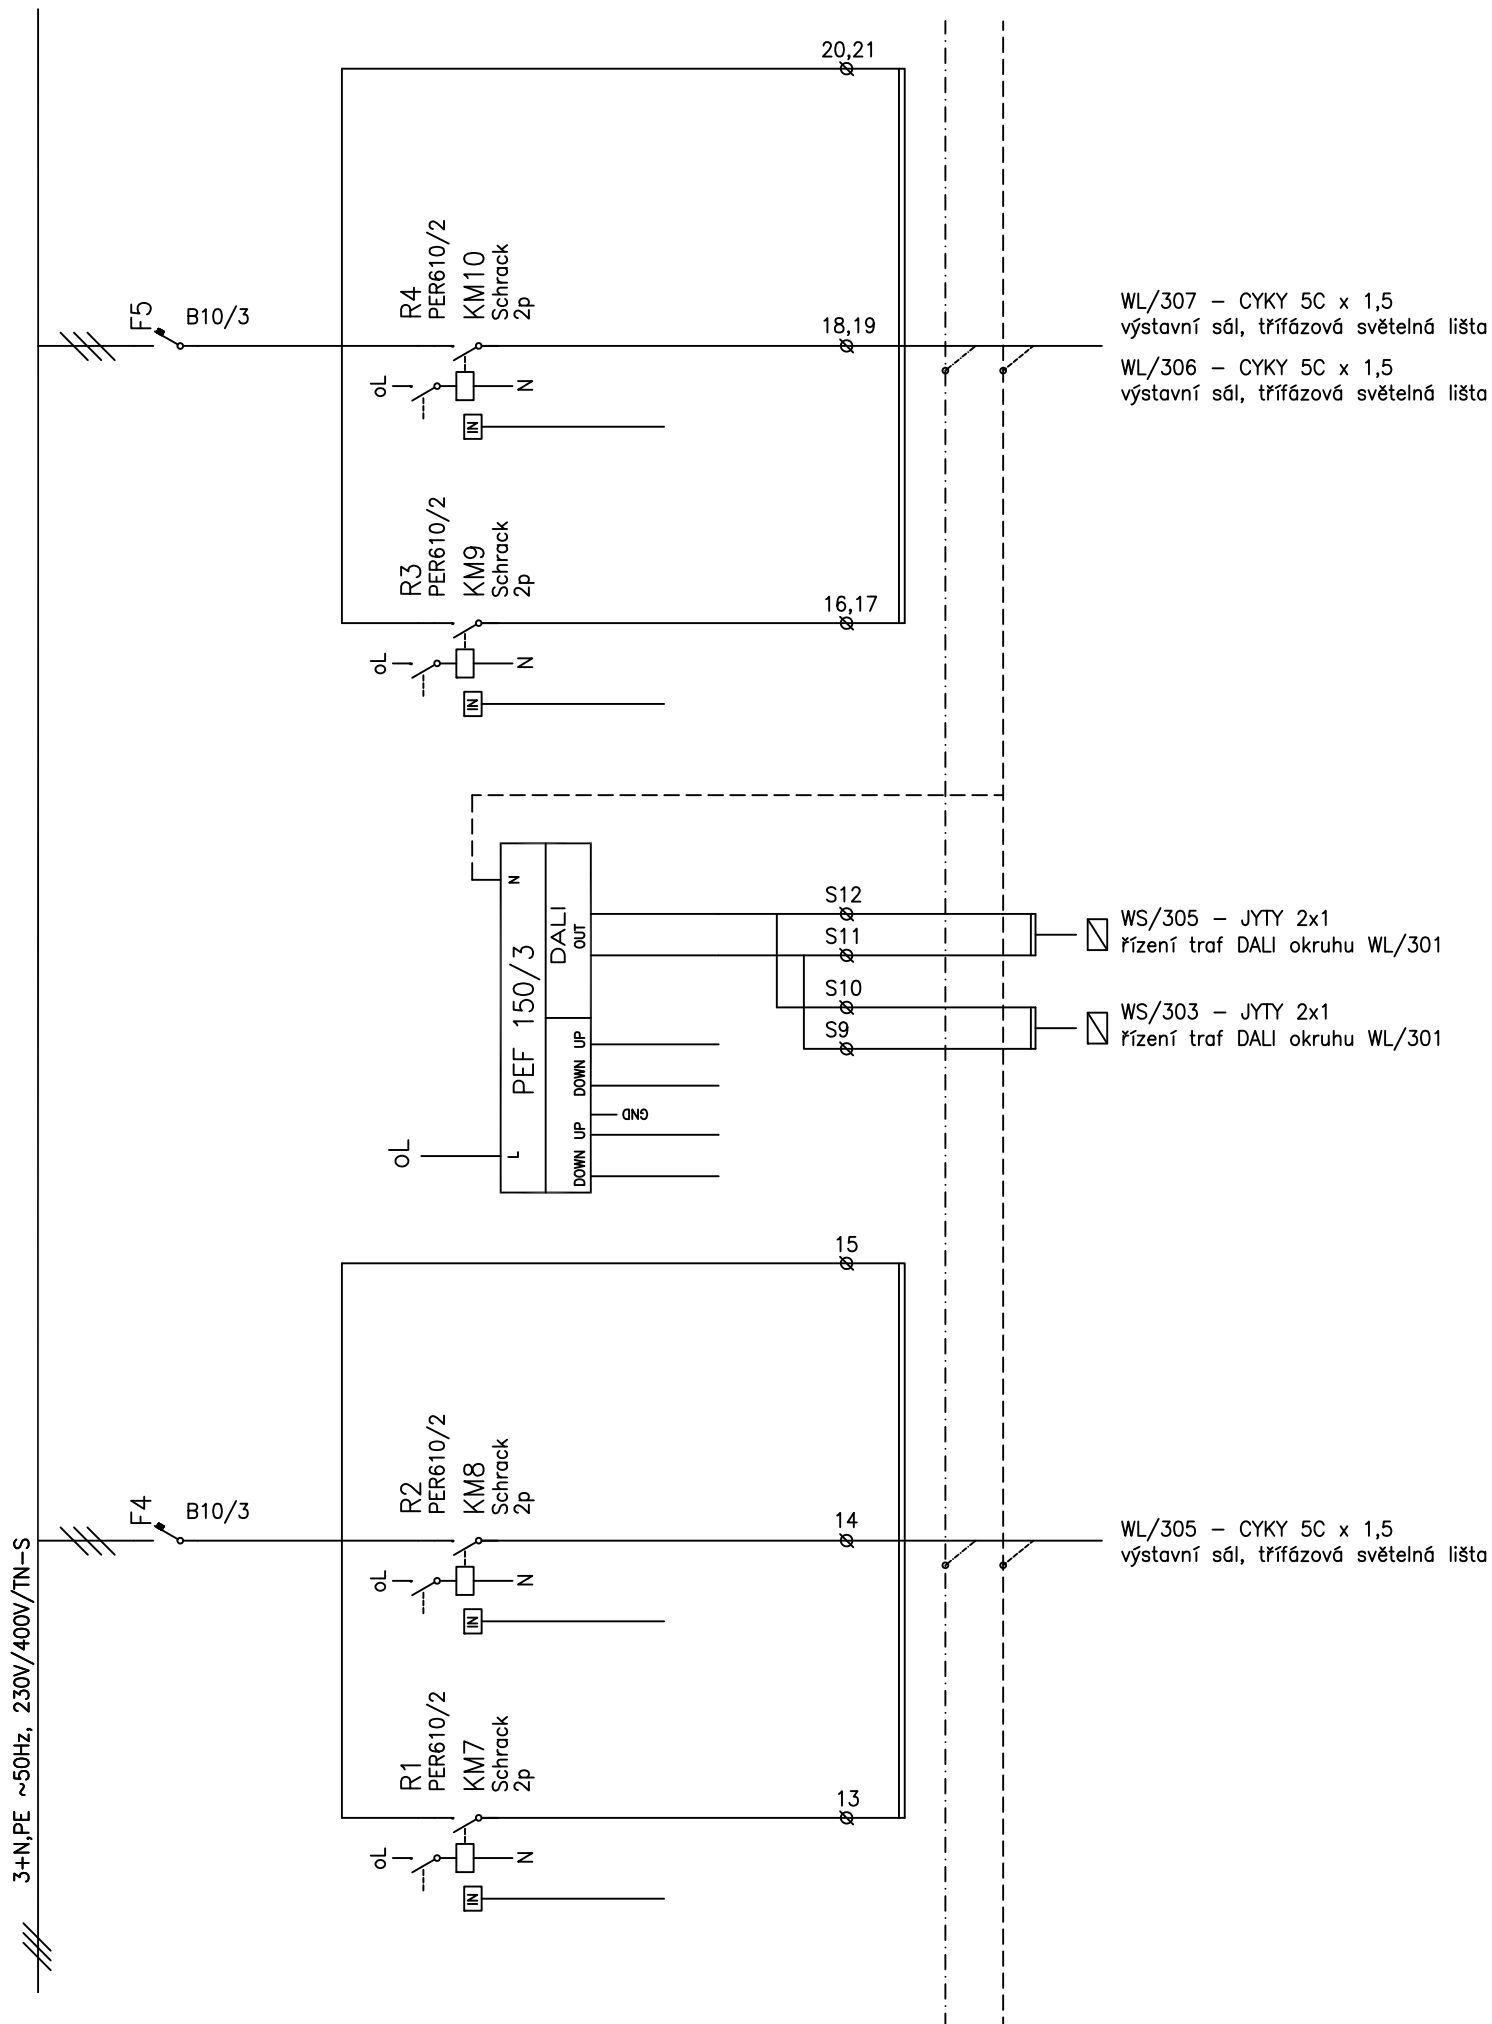 20,21
R4
PER610/2
KM10
Schrack
2p
F5
B10/3
18,19
WL/307 – CYKY 5C x 1,5
výstavní sál, třífázová světelná lišta
WL/306 – CYKY 5C x 1,5
výstavní sál, třífázová světelná lišta
oL
N
IN
R3
PER610/2
KM9
Schrack
2p
16,17
oL
N
IN
N
PEF 150/3
L
DALI
OUT
UP
DOWN
GND
UP
DOWN
oL
S12
S11
S10
S9
WS/305 – JYTY 2x1
řízení traf DALI okruhu WL/301
WS/303 – JYTY 2x1
řízení traf DALI okruhu WL/301
15
R2
PER610/2
KM8
Schrack
2p
F4
B10/3
14
WL/305 – CYKY 5C x 1,5
výstavní sál, třífázová světelná lišta
oL
N
IN
R1
PER610/2
KM7
Schrack
2p
13
oL
N
IN
3+N,PE ~50Hz, 230V/400V/TN–S